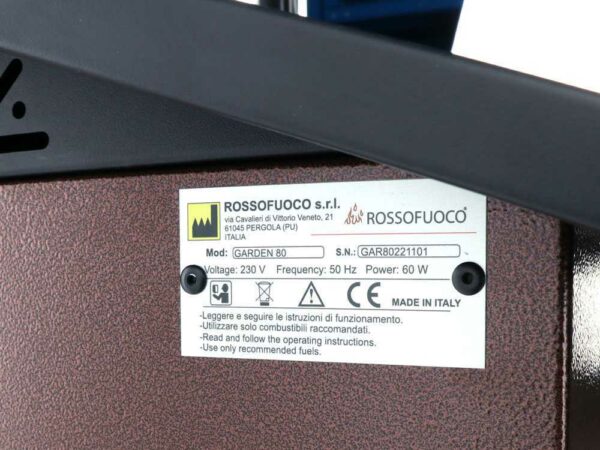 ROSSOFUOCO s.r.l.
via Cavalieri di Vittorio Veneto, 21
61045 PERGOLA (PU)
ITALIA
ROSSOFUOCO®
Mod: GARDEN 80 S.N.: GAR80221101
Voltage: 230 V Frequency: 50 Hz Power: 60 W
CE MADE IN ITALY
-Leggere e seguire le istruzioni di funzionamento.
-Utilizzare solo combustibili raccomandati.
-Read and follow the operating instructions.
-Use only recommended fuels.